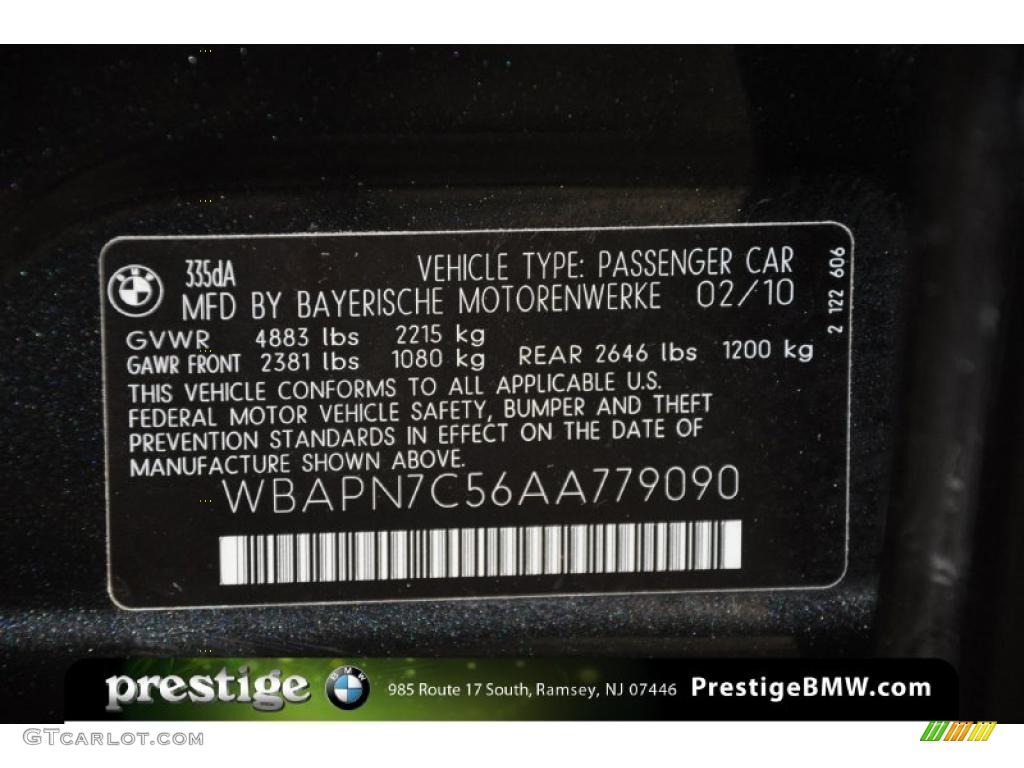 335dA VEHICLE TYPE: PASSENGER CAR
MFD BY BAYERISCHE MOTORENWERKE 02/10
2 122 606
GVWR 4883 lbs 2215 kg
GAWR FRONT 2381 lbs 1080 kg REAR 2646 lbs 1200 kg
THIS VEHICLE CONFORMS TO ALL APPLICABLE U.S.
FEDERAL MOTOR VEHICLE SAFETY, BUMPER AND THEFT
PREVENTION STANDARDS IN EFFECT ON THE DATE OF
MANUFACTURE SHOWN ABOVE.
WBAPN7C56AA779090
prestige BMW 985 Route 17 South, Ramsey, NJ 07446 PrestigeBMW.com
GTcarlot.com